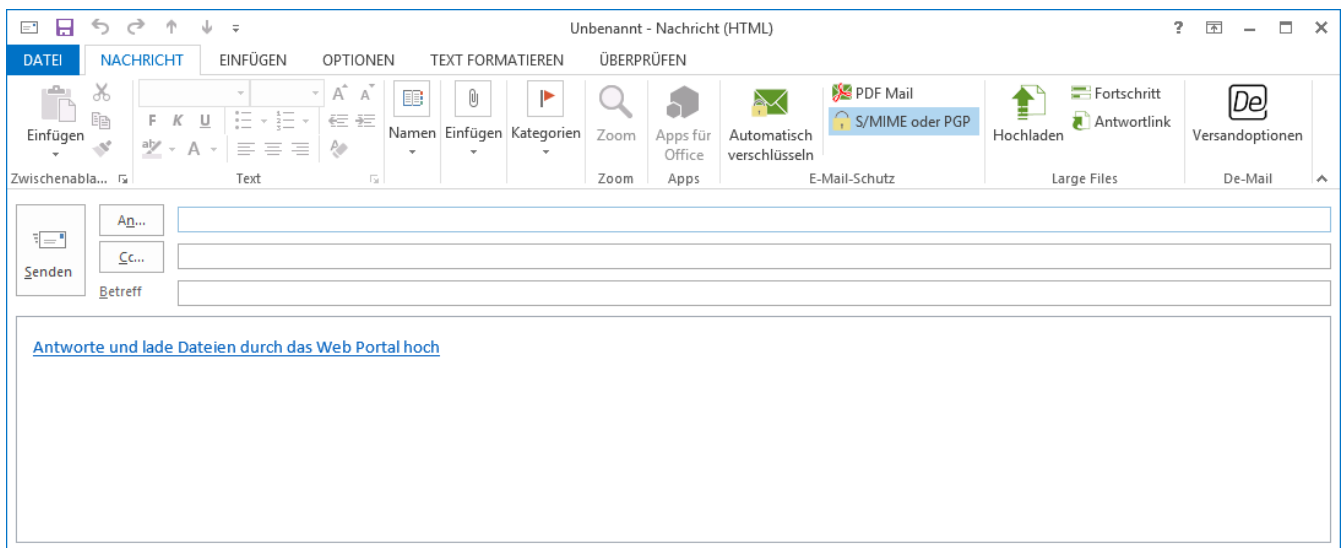 Unbenannt - Nachricht (HTML) ?
DATEI NACHRICHT EINFÜGEN OPTIONEN TEXT FORMATIEREN ÜBERPRÜFEN
Einfügen
F K U
ab
A
A A
Namen Einfügen Kategorien
Zoom
Apps für
Office
Automatisch
verschlüsseln
PDF Mail
S/MIME oder PGP
Hochladen
Fortschritt
Antwortlink
De
Versandoptionen
Zwischenabla... Text Zoom Apps E-Mail-Schutz Large Files De-Mail
Senden
An...
Cc...
Betreff
Antworte und lade Dateien durch das Web Portal hoch